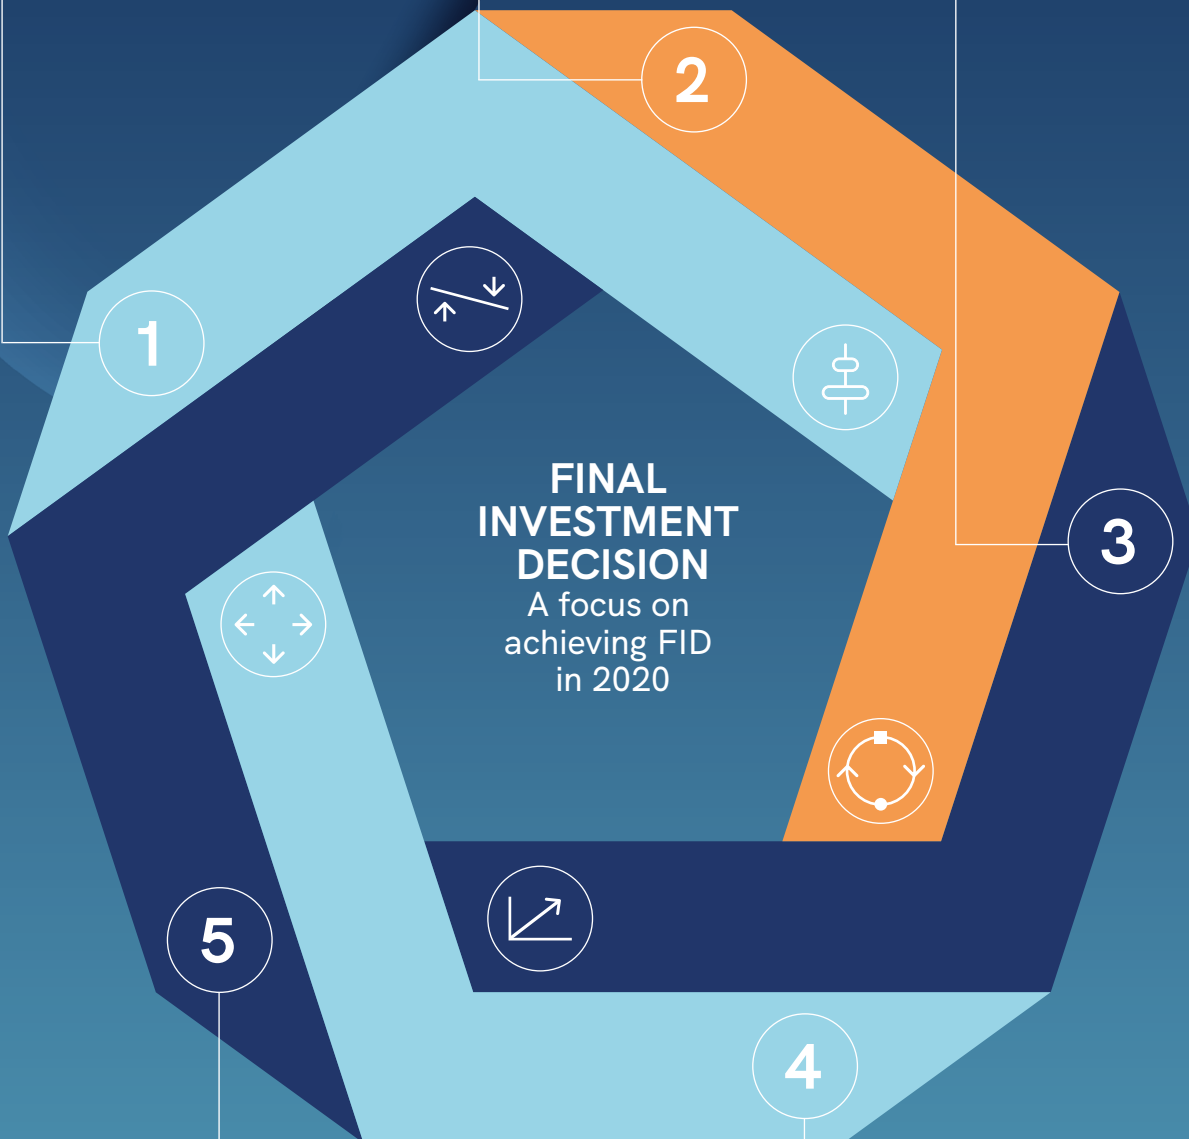 2
1
FINAL
INVESTMENT
DECISION
A focus on
achieving FID
in 2020
3
5
4